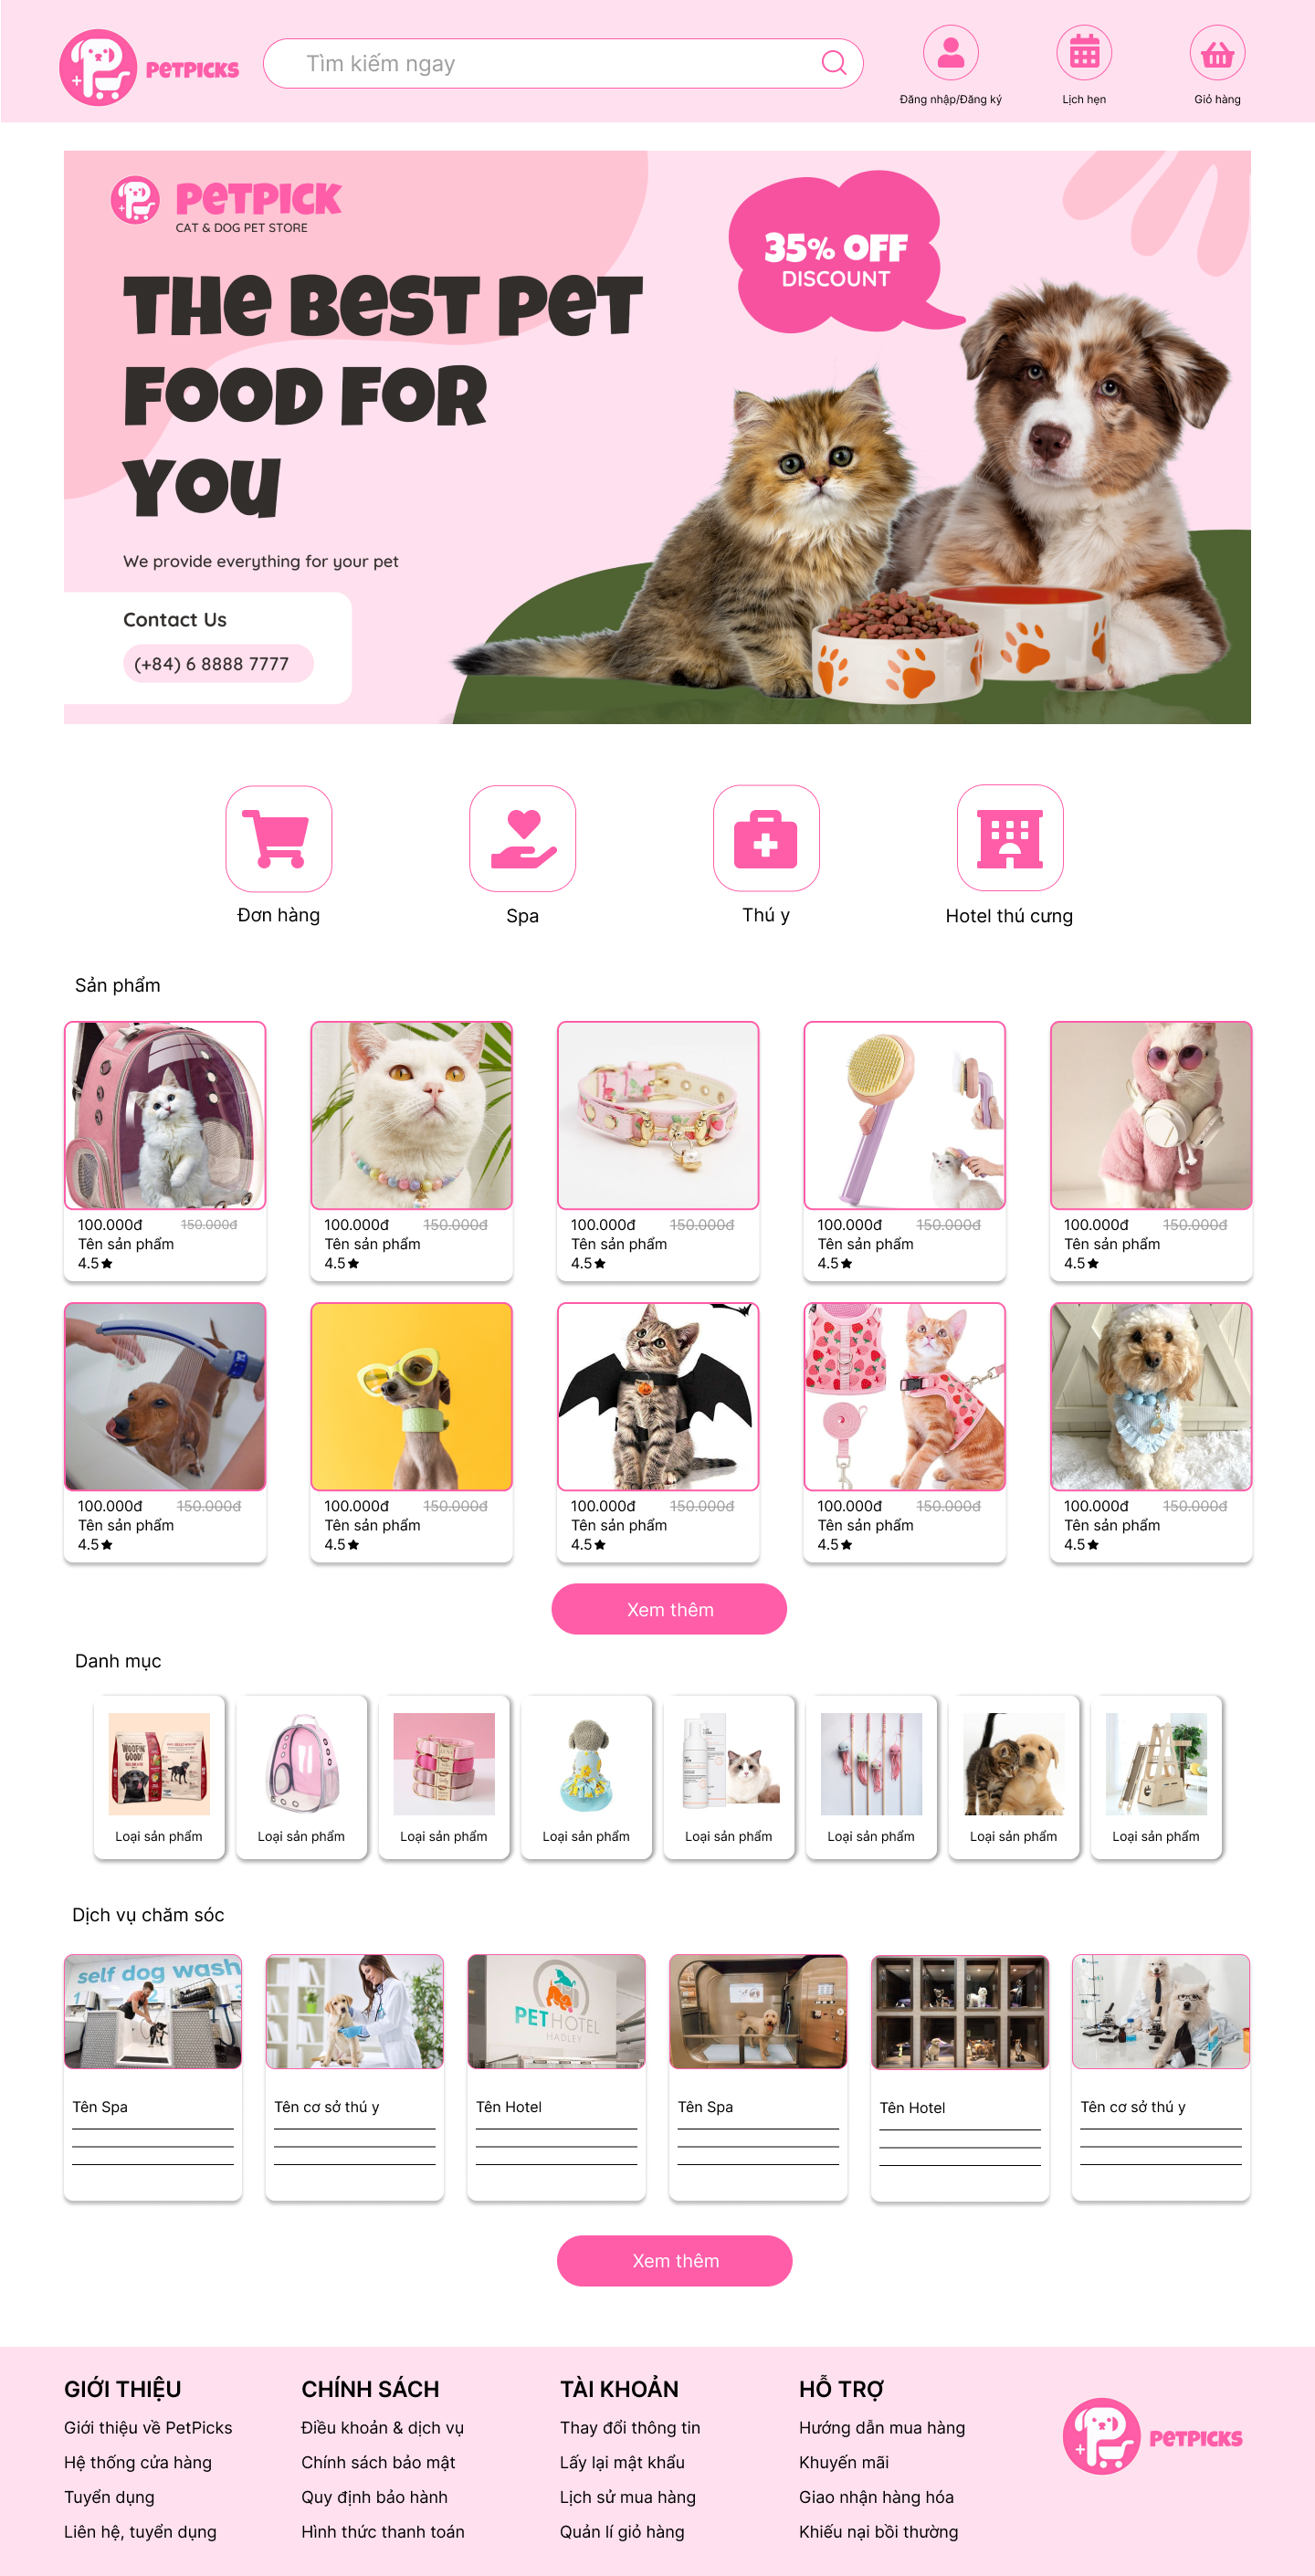 PETPICKS
Tìm kiếm ngay
Đăng nhập/Đăng ký
Lịch hẹn
Giỏ hàng
PETPICK
CAT & DOG PET STORE
35% OFF
DISCOUNT
THE BEST PET
FOOD FOR
YOU
We provide everything for your pet
Contact Us
(+84) 6 8888 7777
Đơn hàng
Spa
Thú y
Hotel thú cưng
Sản phẩm
100.000đ 150.000đ
Tên sản phẩm
4.5
100.000đ 150.000đ
Tên sản phẩm
4.5
100.000đ 150.000đ
Tên sản phẩm
4.5
100.000đ 150.000đ
Tên sản phẩm
4.5
100.000đ 150.000đ
Tên sản phẩm
4.5
100.000đ 150.000đ
Tên sản phẩm
4.5
100.000đ 150.000đ
Tên sản phẩm
4.5
100.000đ 150.000đ
Tên sản phẩm
4.5
100.000đ 150.000đ
Tên sản phẩm
4.5
100.000đ 150.000đ
Tên sản phẩm
4.5
Xem thêm
Danh mục
WOOFIN'
GOOD!
Loại sản phẩm
Loại sản phẩm
Loại sản phẩm
Loại sản phẩm
Loại sản phẩm
Loại sản phẩm
Loại sản phẩm
Loại sản phẩm
Dịch vụ chăm sóc
self dog wash
1 2 3
Tên Spa
Tên cơ sở thú y
PET HOTEL
HADLEY
Tên Hotel
Tên Spa
Tên Hotel
Tên cơ sở thú y
Xem thêm
GIỚI THIỆU
Giới thiệu về PetPicks
Hệ thống cửa hàng
Tuyển dụng
Liên hệ, tuyển dụng
CHÍNH SÁCH
Điều khoản & dịch vụ
Chính sách bảo mật
Quy định bảo hành
Hình thức thanh toán
TÀI KHOẢN
Thay đổi thông tin
Lấy lại mật khẩu
Lịch sử mua hàng
Quản lí giỏ hàng
HỖ TRỢ
Hướng dẫn mua hàng
Khuyến mãi
Giao nhận hàng hóa
Khiếu nại bồi thường
PETPICKS